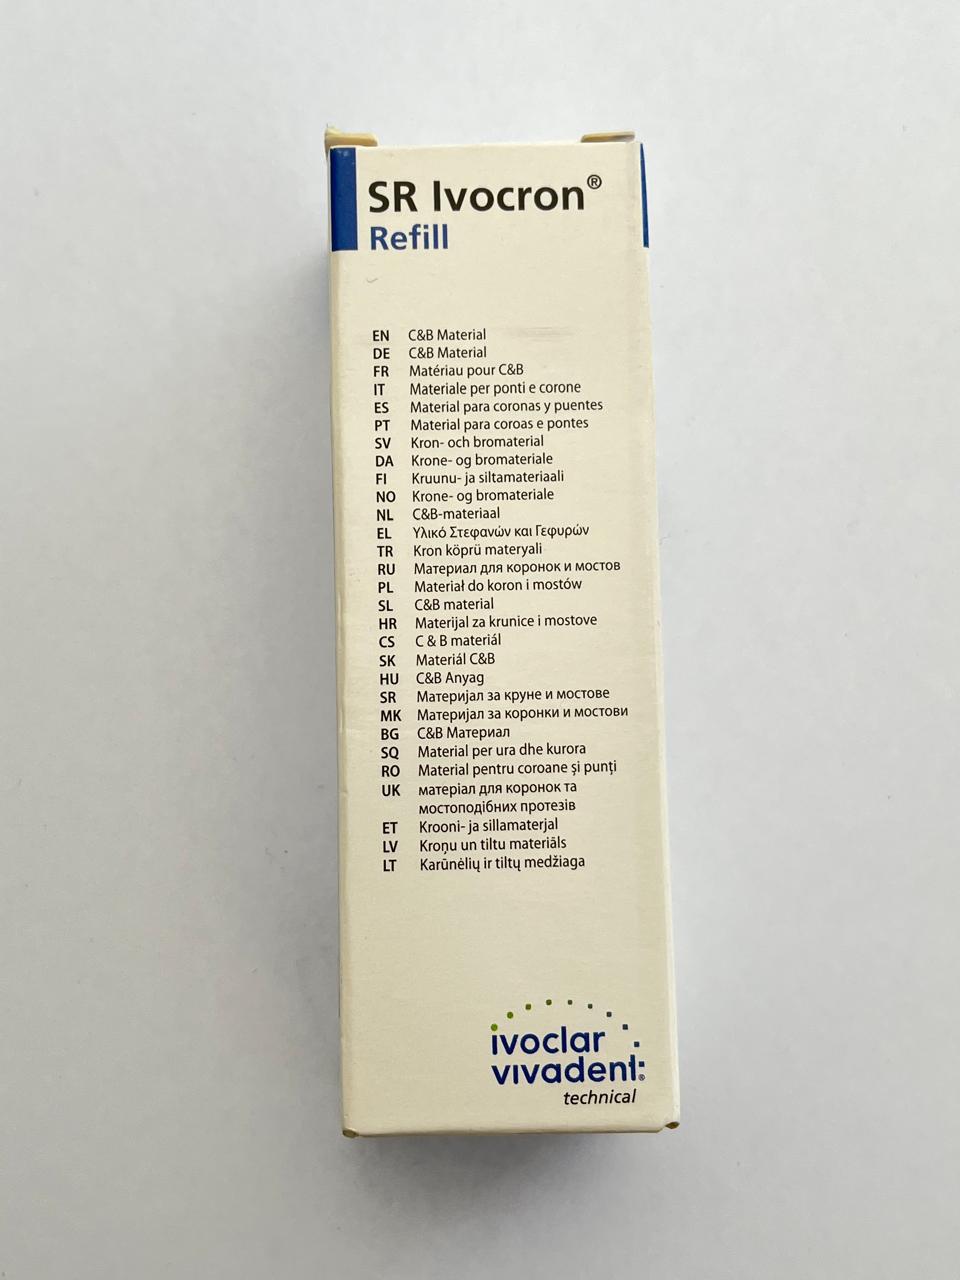 SR Ivocron®
Refill
EN C&B Material
DE C&B Material
FR Matériau pour C&B
IT Materiale per ponti e corone
ES Material para coronas y puentes
PT Material para coroas e pontes
SV Kron- och bromaterial
DA Krone- og bromateriale
FI Kruunu- ja siltamateriaali
NO Krone- og bromateriale
NL C&B-materiaal
EL Υλικό Στεφανών και Γεφυρών
TR Kron köprü materyali
RU Материал для коронок и мостов
PL Materiał do koron i mostów
SL C&B material
HR Materijal za krunice i mostove
CS C & B materiál
SK Materiál C&B
HU C&B Anyag
SR Материјал за круне и мостове
MK Материјал за коронки и мостови
BG C&B Материал
SQ Material per ura dhe kurora
RO Material pentru coroane şi punţi
UK матеріал для коронок та
мостоподібних протезів
ET Krooni- ja sillamaterjal
LV Kroņu un tiltu materiāls
LT Karūnėlių ir tiltų medžiaga
ivoclar
vivadent®
technical